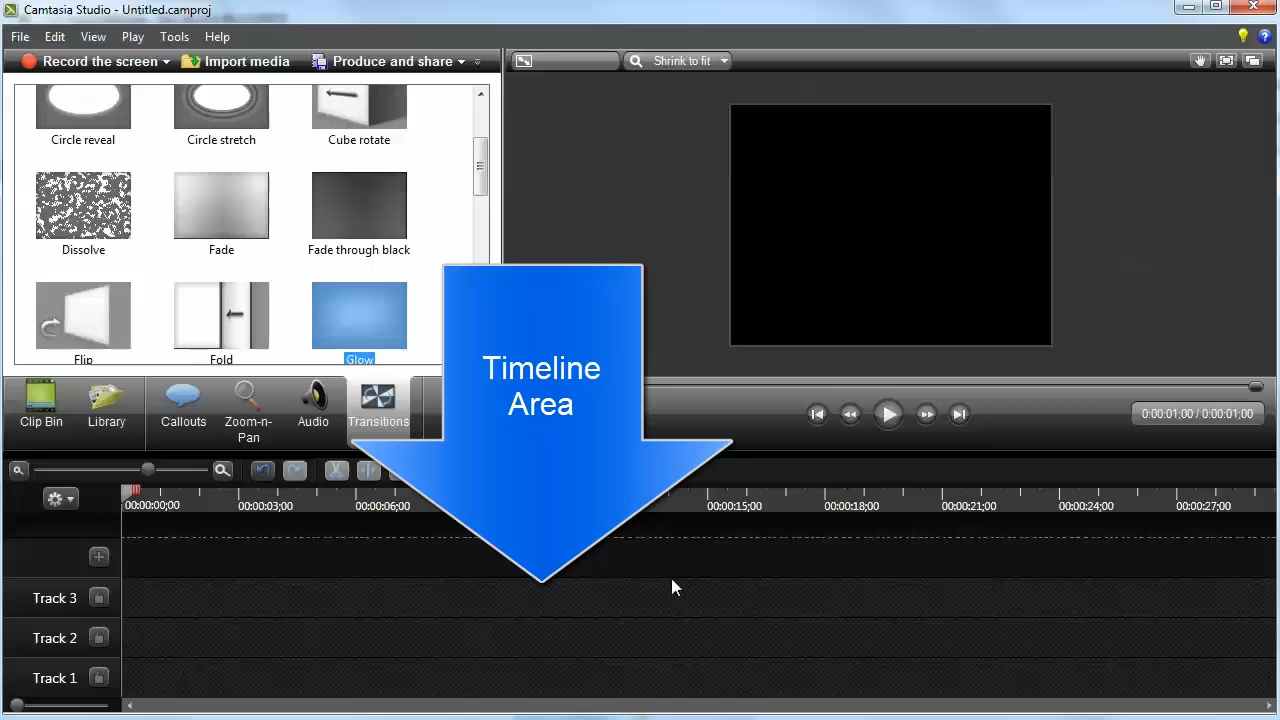 Camtasia Studio - Untitled.camproj
File Edit View Play Tools Help
Record the screen Import media Produce and share Shrink to fit
Circle reveal Circle stretch Cube rotate
Dissolve Fade Fade through black
Flip Fold Glow
Timeline
Area
Clip Bin Library Callouts Zoom-n-
Pan Audio Transitions
0:00:01;00 / 0:00:01;00
00:00:00;00 00:00:03;00 00:00:06;00 00:00:15;00 00:00:18;00 00:00:21;00 00:00:24;00 00:00:27;00
Track 3
Track 2
Track 1